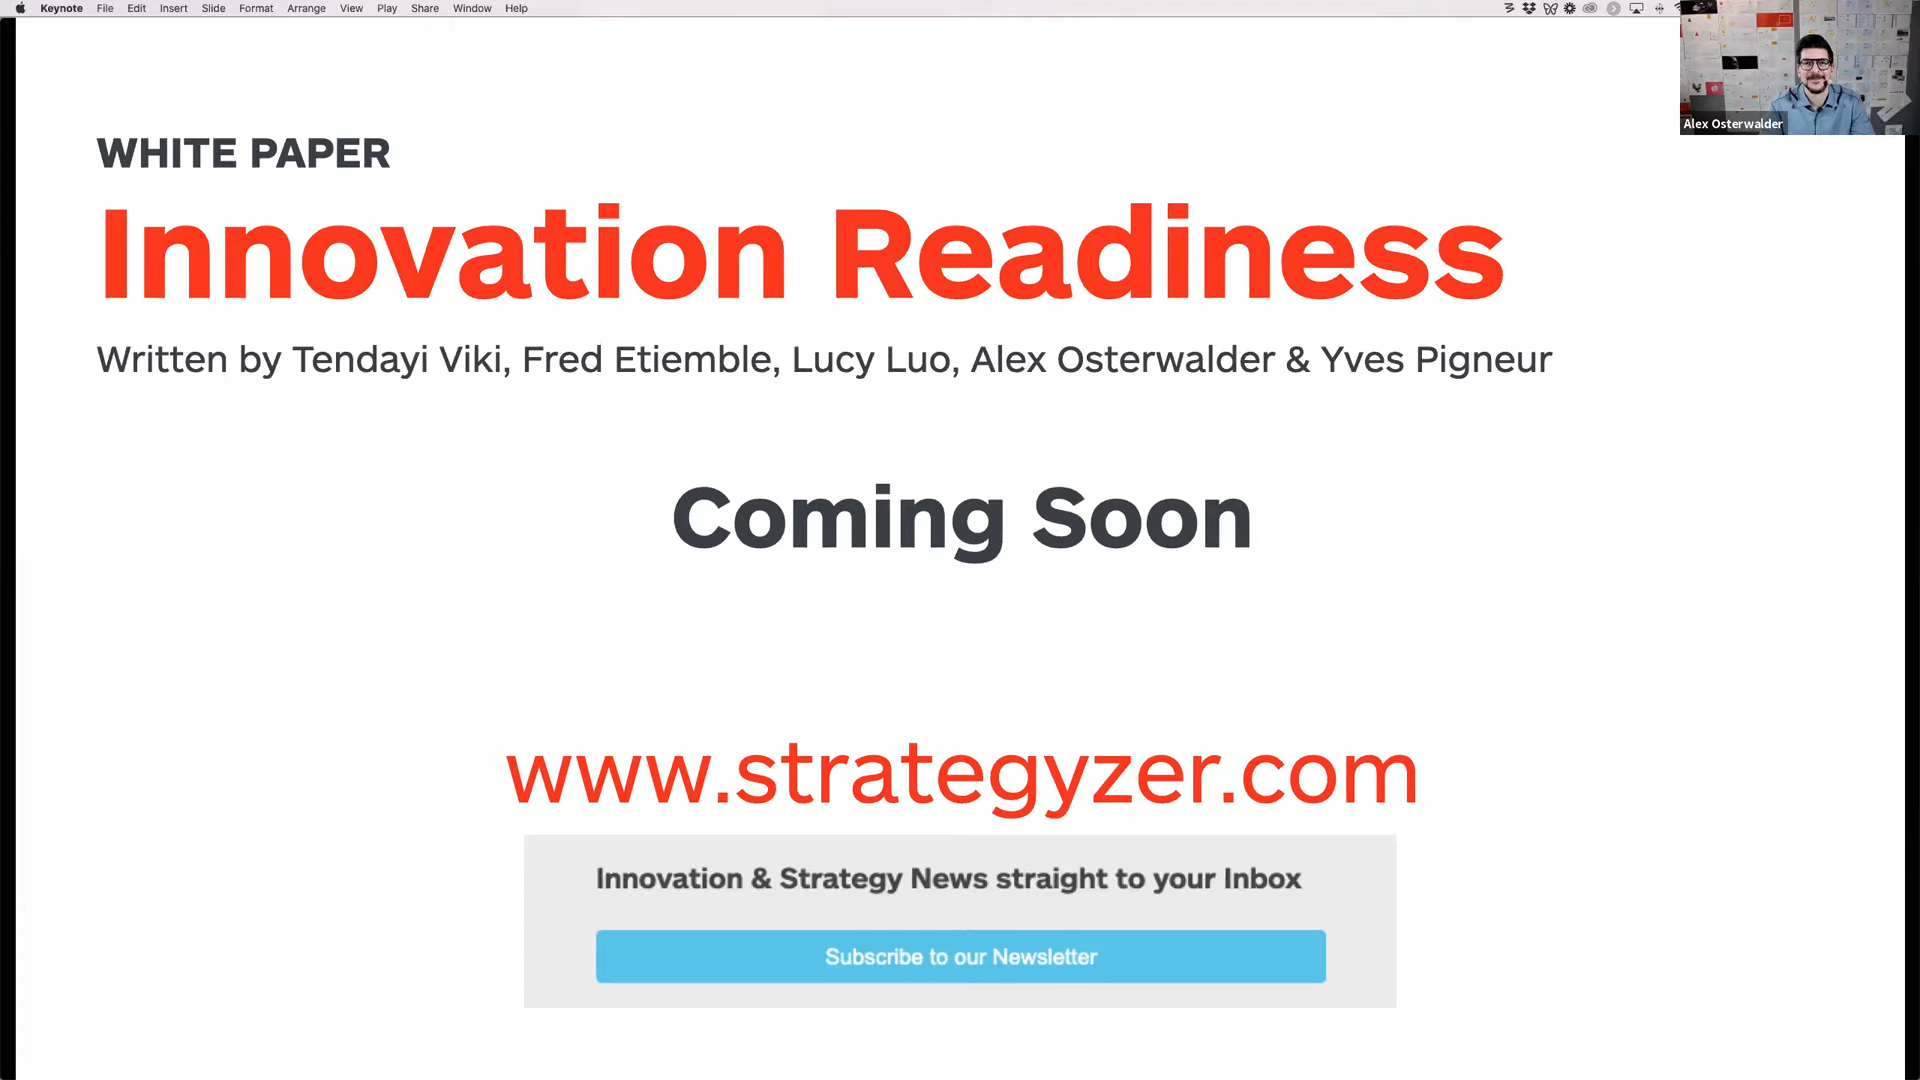 Keynote File Edit Insert Slide Format Arrange View Play Share Window Help
Alex Osterwalder
WHITE PAPER
Innovation Readiness
Written by Tendayi Viki, Fred Etiemble, Lucy Luo, Alex Osterwalder & Yves Pigneur
Coming Soon
www.strategyzer.com
Innovation & Strategy News straight to your Inbox
Subscribe to our Newsletter